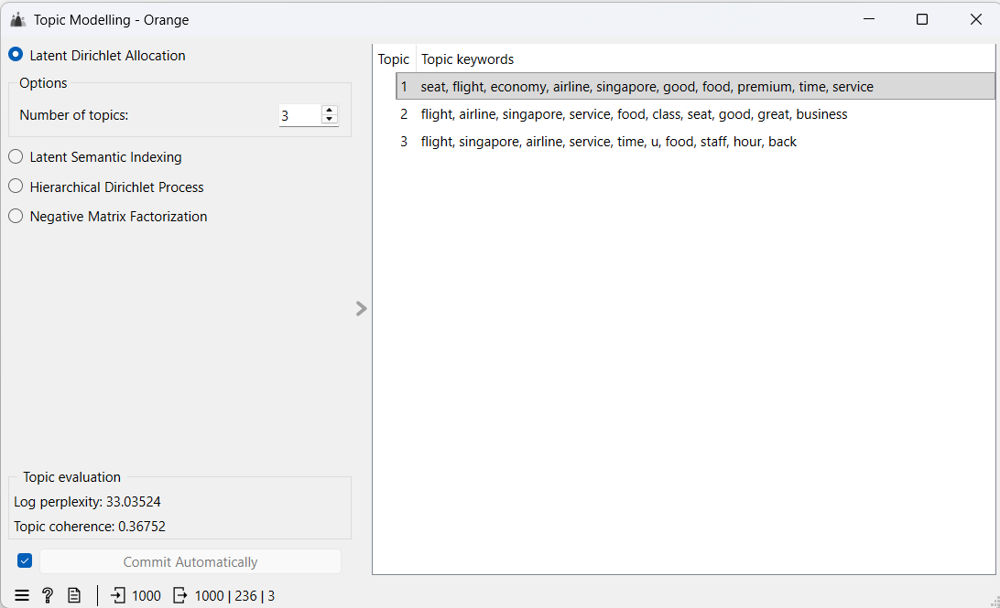 Topic Modelling - Orange
Latent Dirichlet Allocation
Options
Number of topics: 3
Latent Semantic Indexing
Hierarchical Dirichlet Process
Negative Matrix Factorization
Topic Topic keywords
1 seat, flight, economy, airline, singapore, good, food, premium, time, service
2 flight, airline, singapore, service, food, class, seat, good, great, business
3 flight, singapore, airline, service, time, u, food, staff, hour, back
Topic evaluation
Log perplexity: 33.03524
Topic coherence: 0.36752
Commit Automatically
? 1000 1000 | 236 | 3